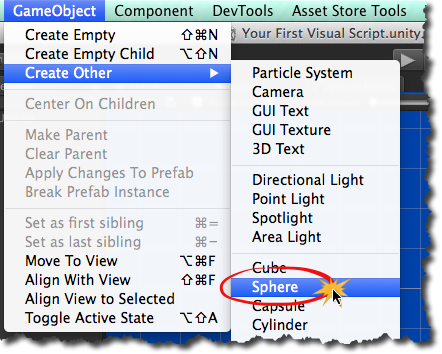 GameObject Component DevTools Asset Store Tools
Your First Visual Script.unity
Create Empty ⇧⌘N
Create Empty Child ⌥⇧N
Create Other ▶
Center On Children
Make Parent
Clear Parent
Apply Changes To Prefab
Break Prefab Instance
Set as first sibling ⌘=
Set as last sibling ⌘-
Move To View ⌥⌘F
Align With View ⇧⌘F
Align View to Selected
Toggle Active State ⌥⇧A
Particle System
Camera
GUI Text
GUI Texture
3D Text
Directional Light
Point Light
Spotlight
Area Light
Cube
Sphere
Capsule
Cylinder